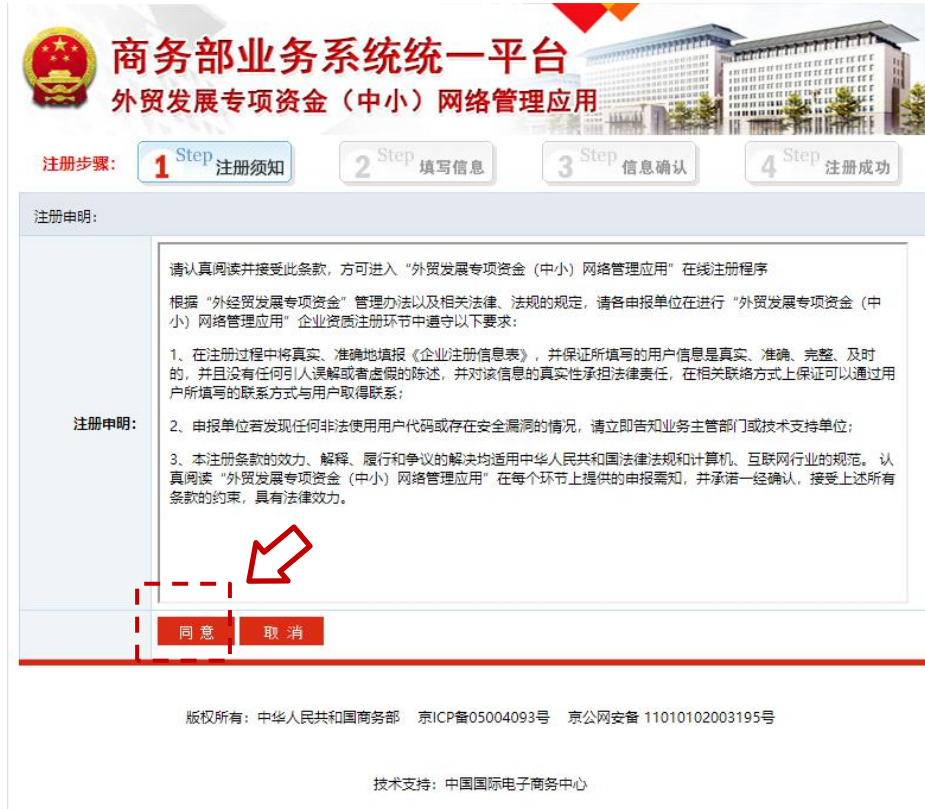 商务部业务系统统一平台
外贸发展专项资金（中小）网络管理应用
注册步骤：
1 Step 注册须知
2 Step 填写信息
3 Step 信息确认
4 Step 注册成功
注册申明：
请认真阅读并接受此条款，方可进入“外贸发展专项资金（中小）网络管理应用”在线注册程序
根据“外经贸发展专项资金”管理办法以及相关法律、法规的规定，请各申报单位在进行“外贸发展专项资金（中
小）网络管理应用”企业资质注册环节中遵守以下要求：
1、在注册过程中将真实、准确地填报《企业注册信息表》，并保证所填写的用户信息是真实、准确、完整、及时
的，并且没有任何引人误解或者虚假的陈述，并对该信息的真实性承担法律责任，在相关联络方式上保证可以通过用
户所填写的联系方式与用户取得联系；
注册申明：
2、申报单位若发现任何非法使用用户代码或存在安全漏洞的情况，请立即告知业务主管部门或技术支持单位；
3、本注册条款的效力、解释、履行和争议的解决均适用中华人民共和国法律法规和计算机、互联网行业的规范。 认
真阅读“外贸发展专项资金（中小）网络管理应用”在每个环节上提供的申报需知，并承诺一经确认，接受上述所有
条款的约束，具有法律效力。
同 意
取 消
版权所有：中华人民共和国商务部 京ICP备05004093号 京公网安备 11010102003195号
技术支持：中国国际电子商务中心